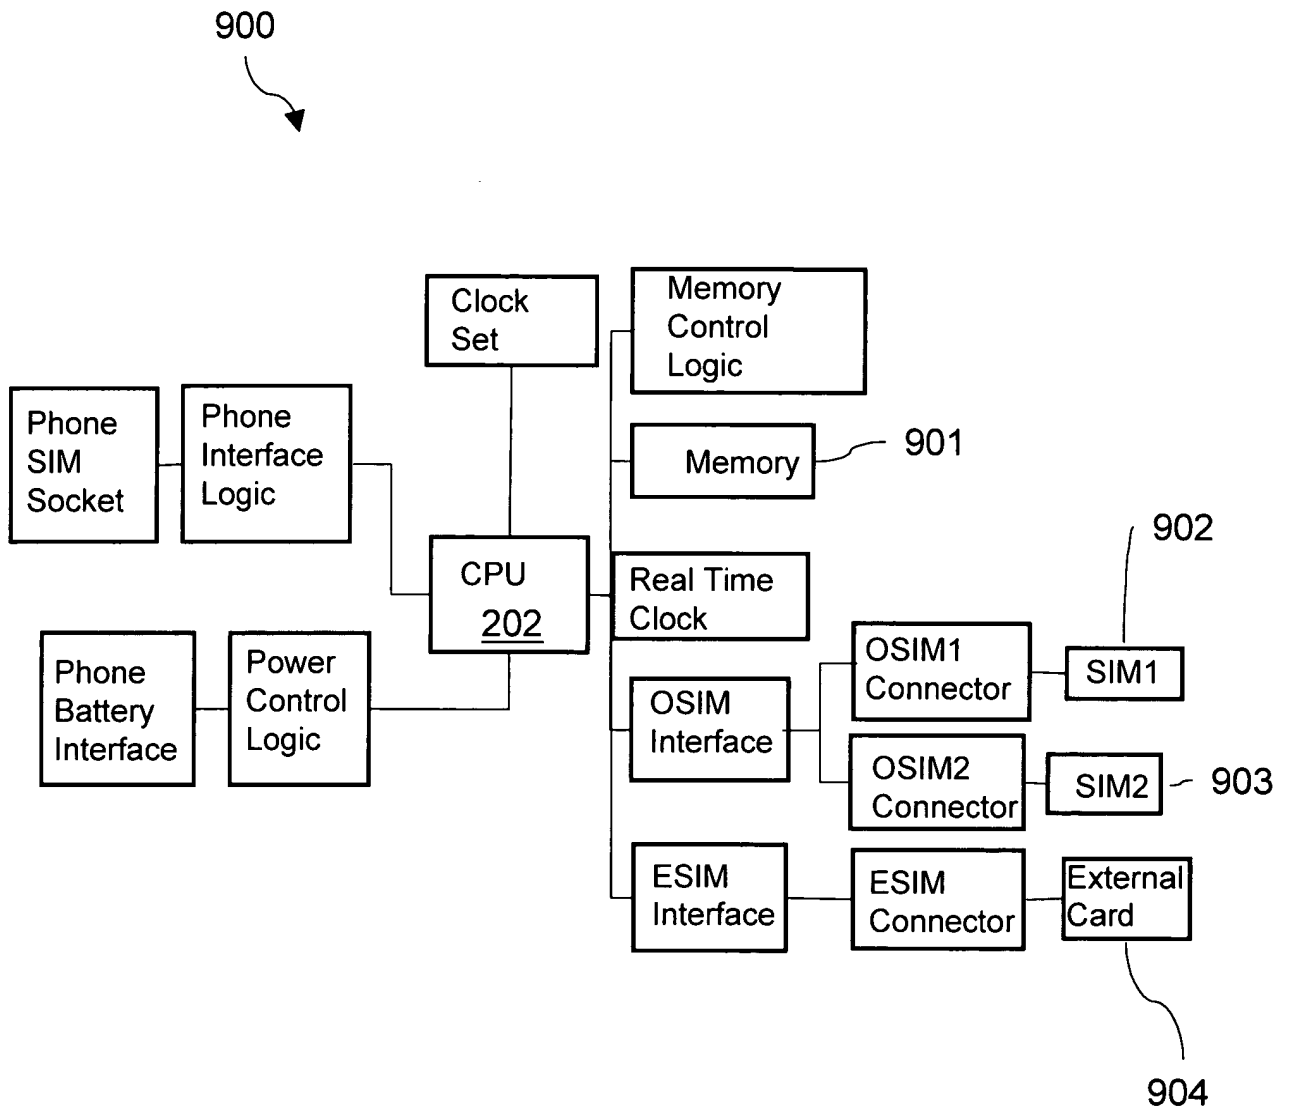 900
Clock
Set
Memory
Control
Logic
Phone
SIM
Socket
Phone
Interface
Logic
Memory
901
902
CPU
202
Real Time
Clock
Phone
Battery
Interface
Power
Control
Logic
OSIM
Interface
OSIM1
Connector
SIM1
OSIM2
Connector
SIM2
903
ESIM
Interface
ESIM
Connector
External
Card
904